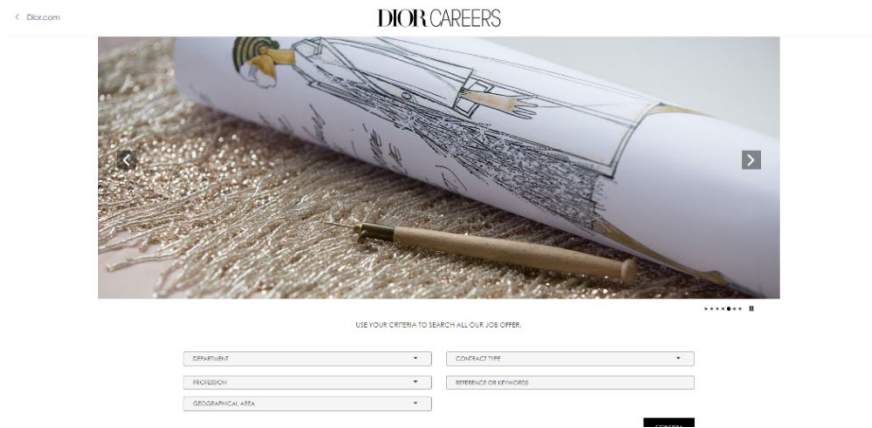 < Dior.com
DIOR CAREERS
USE YOUR CRITERIA TO SEARCH ALL OUR JOB OFFER.
DEPARTMENT
CONTRACT TYPE
PROFESSION
REFERENCE OR KEYWORDS
GEOGRAPHICAL AREA